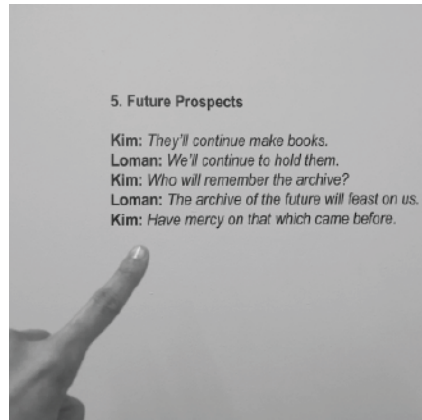 5. Future Prospects
Kim: They'll continue make books.
Loman: We'll continue to hold them.
Kim: Who will remember the archive?
Loman: The archive of the future will feast on us.
Kim: Have mercy on that which came before.